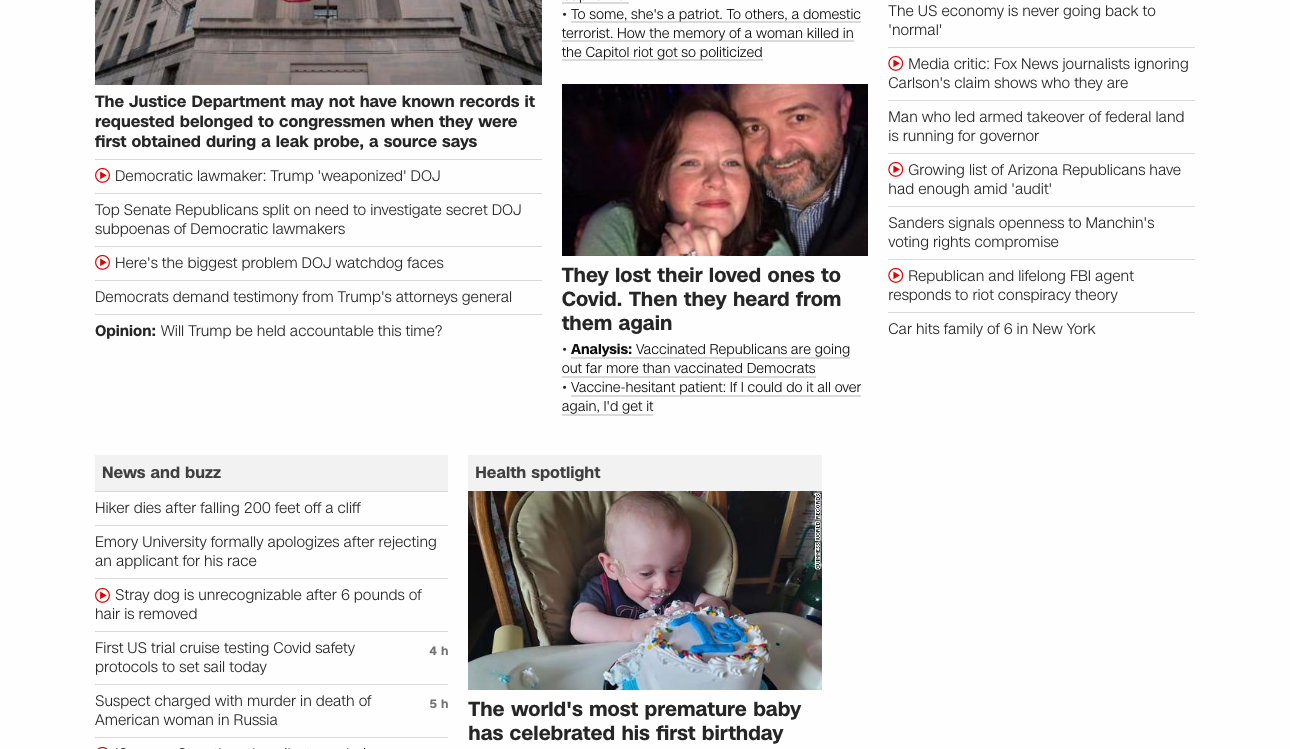 The Justice Department may not have known records it
requested belonged to congressmen when they were
first obtained during a leak probe, a source says
Democratic lawmaker: Trump 'weaponized' DOJ
Top Senate Republicans split on need to investigate secret DOJ
subpoenas of Democratic lawmakers
Here's the biggest problem DOJ watchdog faces
Democrats demand testimony from Trump's attorneys general
Opinion: Will Trump be held accountable this time?
• To some, she's a patriot. To others, a domestic
terrorist. How the memory of a woman killed in
the Capitol riot got so politicized
They lost their loved ones to
Covid. Then they heard from
them again
• Analysis: Vaccinated Republicans are going
out far more than vaccinated Democrats
• Vaccine-hesitant patient: If I could do it all over
again, I'd get it
The US economy is never going back to
'normal'
Media critic: Fox News journalists ignoring
Carlson's claim shows who they are
Man who led armed takeover of federal land
is running for governor
Growing list of Arizona Republicans have
had enough amid 'audit'
Sanders signals openness to Manchin's
voting rights compromise
Republican and lifelong FBI agent
responds to riot conspiracy theory
Car hits family of 6 in New York
News and buzz
Hiker dies after falling 200 feet off a cliff
Emory University formally apologizes after rejecting
an applicant for his race
Stray dog is unrecognizable after 6 pounds of
hair is removed
First US trial cruise testing Covid safety
protocols to set sail today
4 h
Suspect charged with murder in death of
American woman in Russia
5 h
Health spotlight
GUINNESS WORLD RECORDS
The world's most premature baby
has celebrated his first birthday